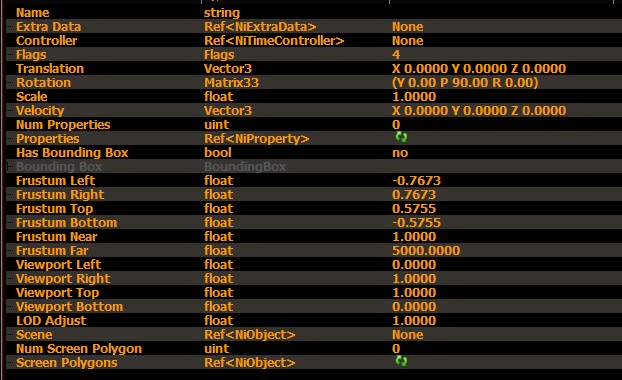 Name string
Extra Data Ref<NiExtraData> None
Controller Ref<NiTimeController> None
Flags Flags 4
Translation Vector3 X 0.0000 Y 0.0000 Z 0.0000
Rotation Matrix33 (Y 0.00 P 90.00 R 0.00)
Scale float 1.0000
Velocity Vector3 X 0.0000 Y 0.0000 Z 0.0000
Num Properties uint 0
Properties Ref<NiProperty>
Has Bounding Box bool no
Bounding Box BoundingBox
Frustum Left float -0.7673
Frustum Right float 0.7673
Frustum Top float 0.5755
Frustum Bottom float -0.5755
Frustum Near float 1.0000
Frustum Far float 5000.0000
Viewport Left float 0.0000
Viewport Right float 1.0000
Viewport Top float 1.0000
Viewport Bottom float 0.0000
LOD Adjust float 1.0000
Scene Ref<NiObject> None
Num Screen Polygon uint 0
Screen Polygons Ref<NiObject>